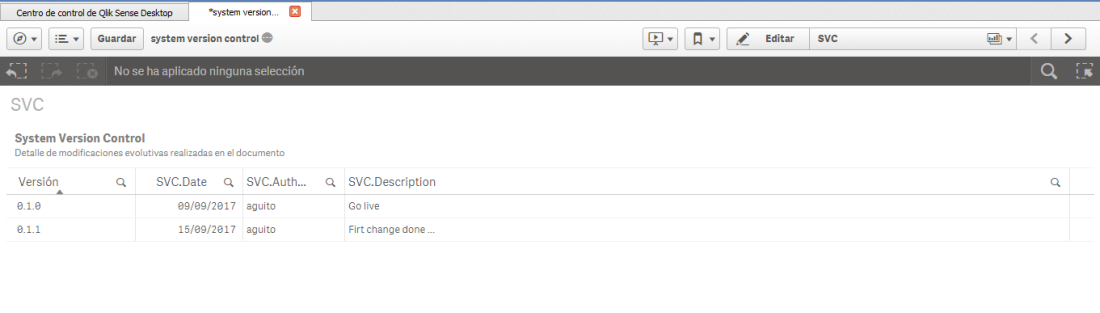 Centro de control de Qlik Sense Desktop *system version...
Guardar system version control Editar SVC
No se ha aplicado ninguna selección
SVC
System Version Control
Detalle de modificaciones evolutivas realizadas en el documento
Versión SVC.Date SVC.Auth... SVC.Description
0.1.0 09/09/2017 aguito Go live
0.1.1 15/09/2017 aguito Firt change done ...